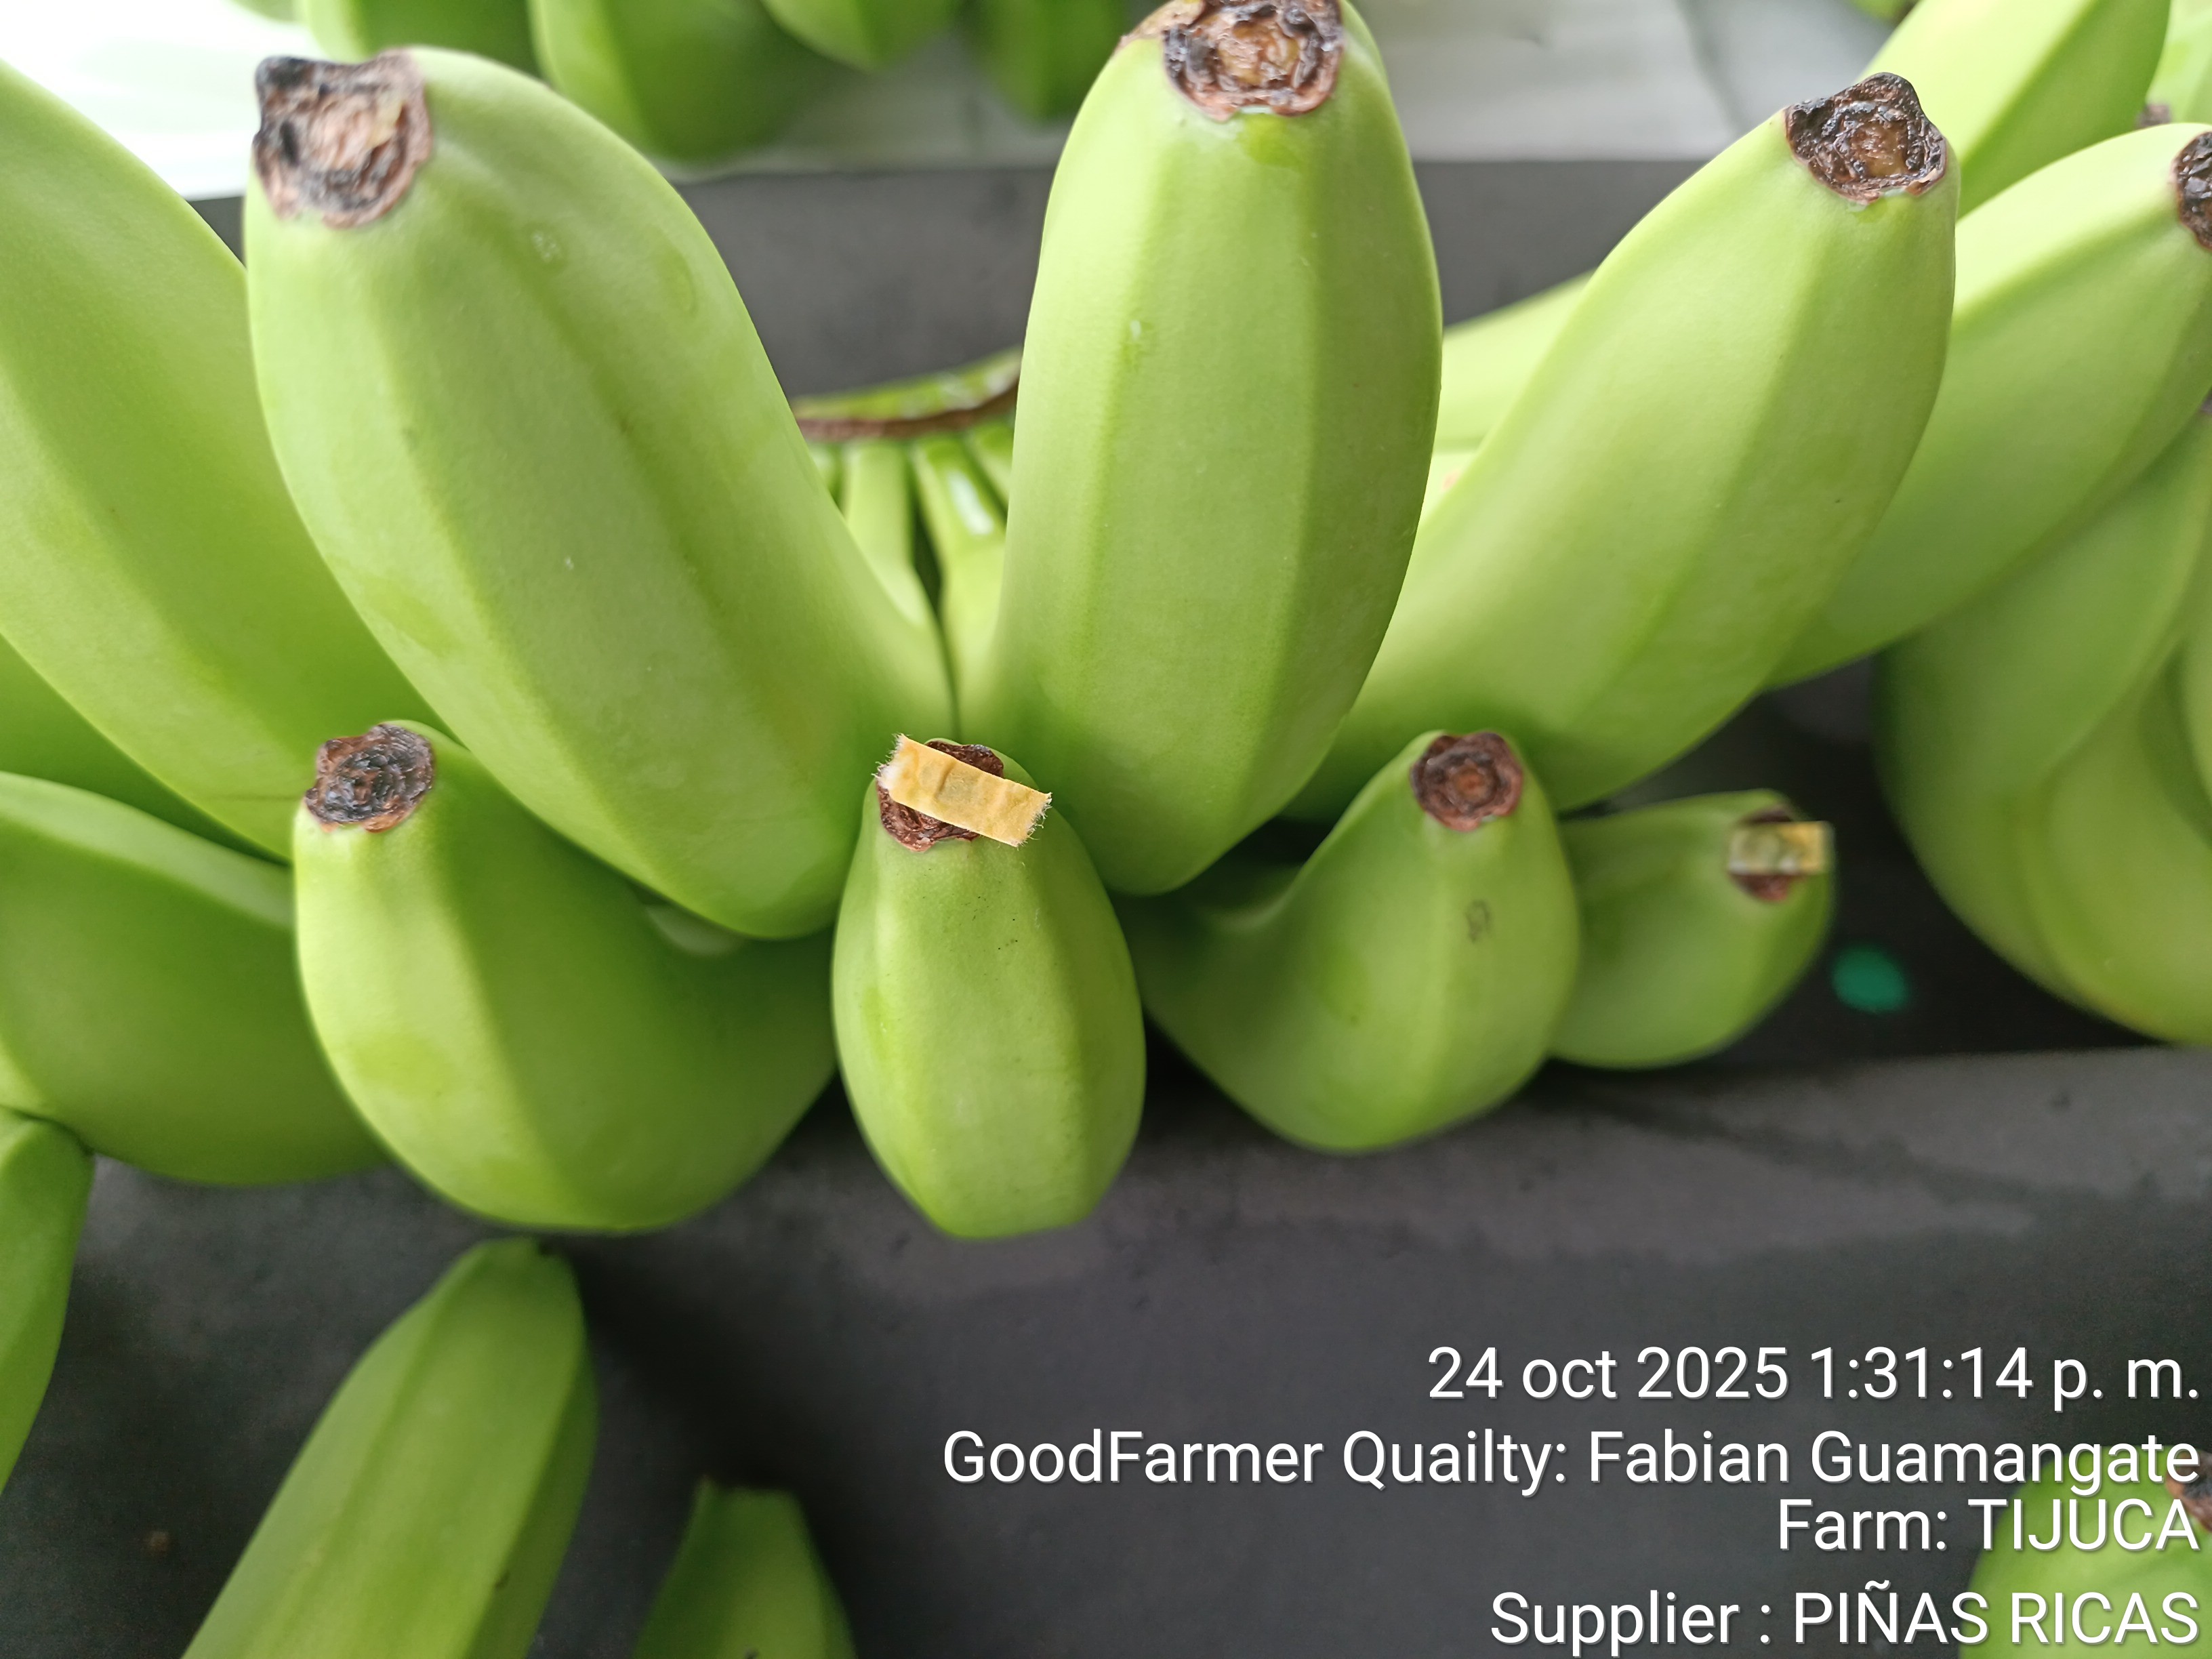 24 oct 2025 1:31:14 p. m.
GoodFarmer Quailty: Fabian Guamangate
Farm: TIJUCA
Supplier : PIÑAS RICAS